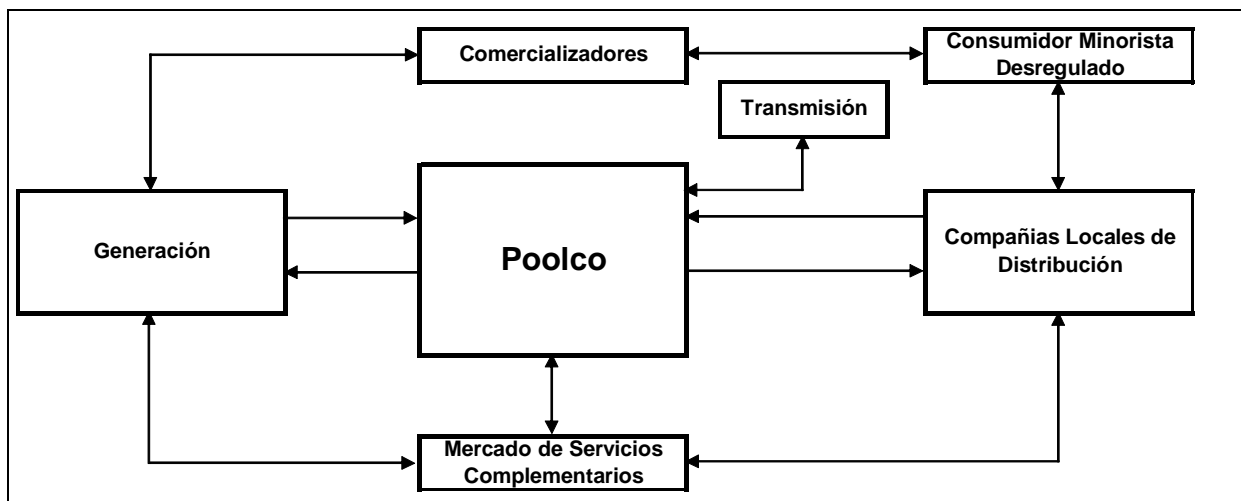 Comercializadores
Consumidor Minorista
Desregulado
Transmisión
Generación
Poolco
Compañias Locales de
Distribución
Mercado de Servicios
Complementarios